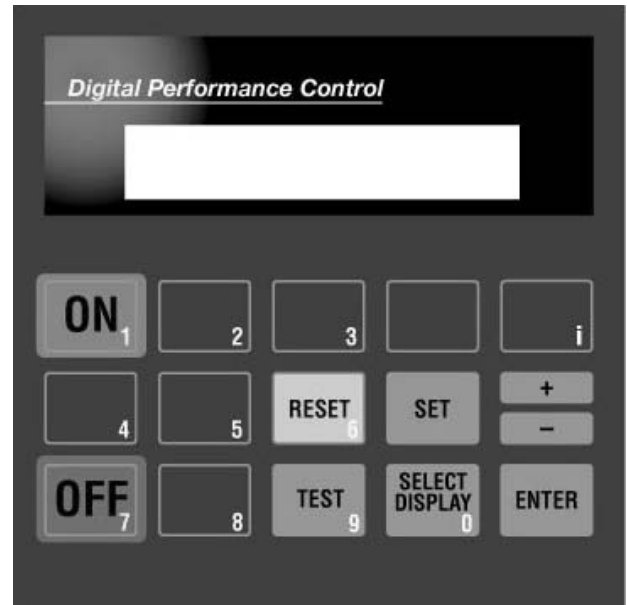 Digital Performance Control
ON 1
2
3
i
4
5
RESET 6
SET
+
−
OFF 7
8
TEST 9
SELECT
DISPLAY 0
ENTER